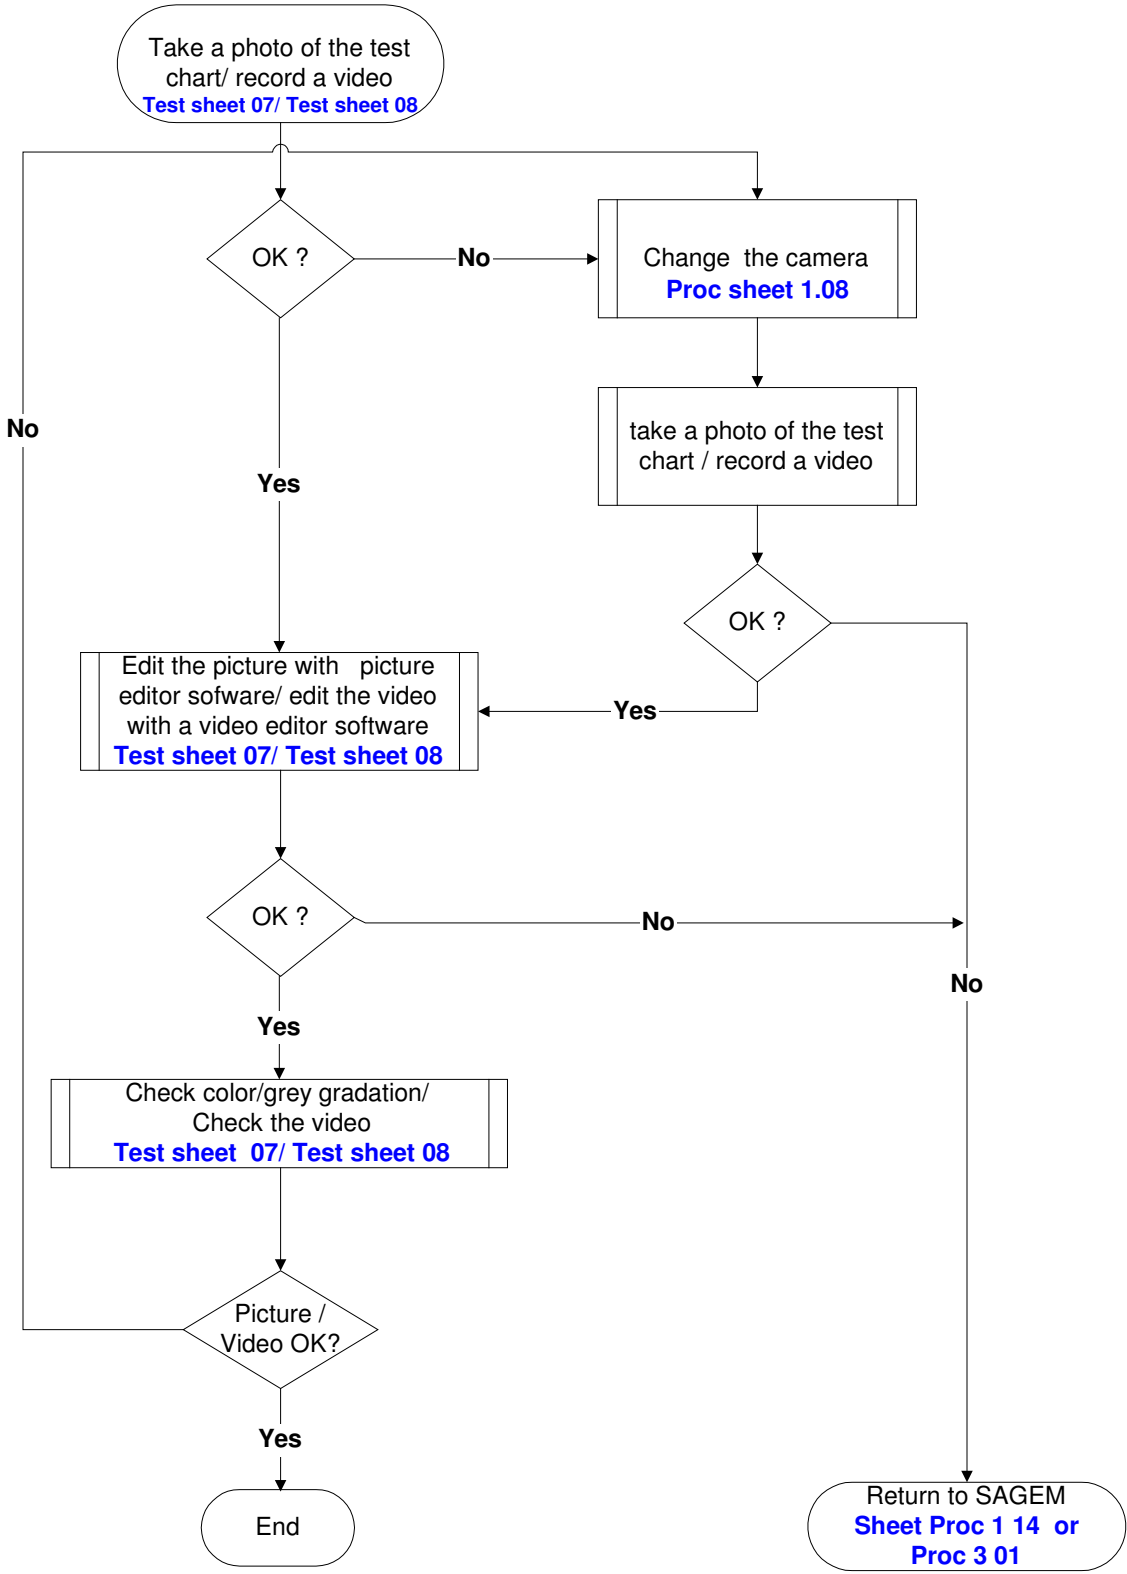 Take a photo of the test
chart/ record a video
Test sheet 07/ Test sheet 08
OK ?
No
Change the camera
Proc sheet 1.08
No
take a photo of the test
chart / record a video
Yes
OK ?
Edit the picture with picture
editor sofware/ edit the video
with a video editor software
Test sheet 07/ Test sheet 08
Yes
OK ?
No
No
Yes
Check color/grey gradation/
Check the video
Test sheet 07/ Test sheet 08
Picture /
Video OK?
Yes
End
Return to SAGEM
Sheet Proc 1 14 or
Proc 3 01